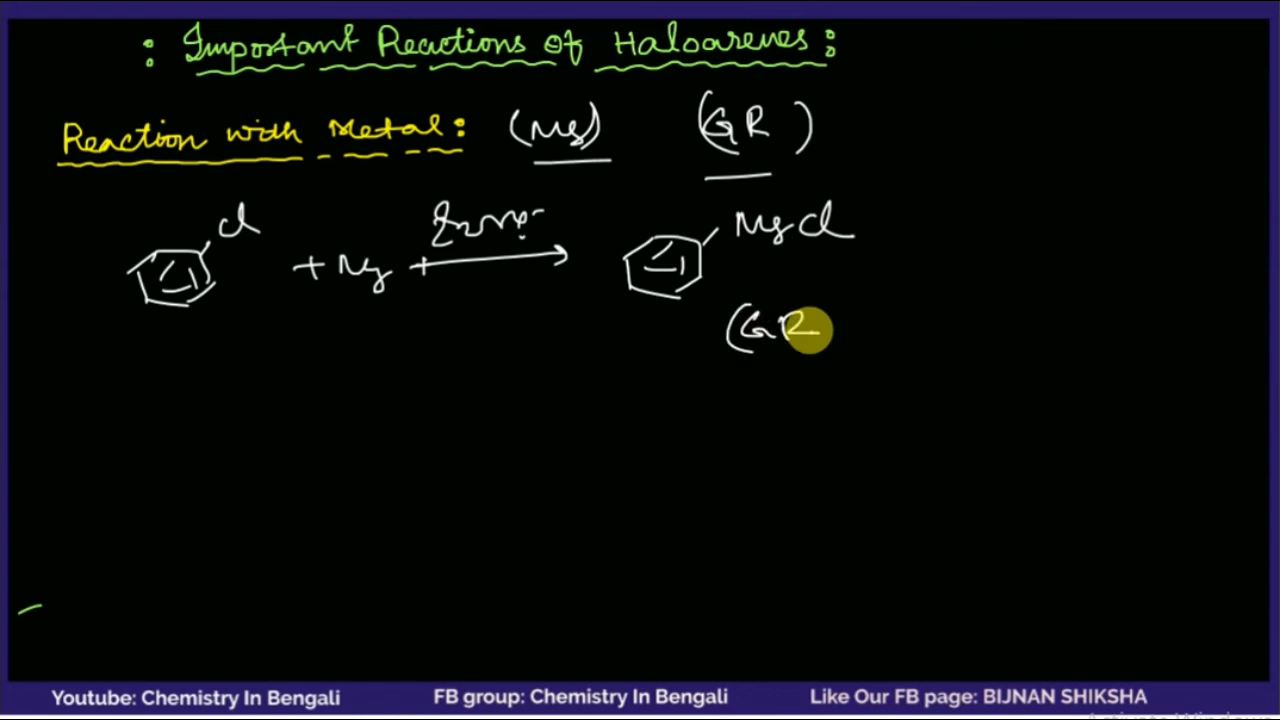 : Important Reactions of Haloarenes :
Reaction with Metal : (Mg) (GR)
Cl
+ Mg + MgCl
(GR
Youtube: Chemistry In Bengali FB group: Chemistry In Bengali Like Our FB page: BIJNAN SHIKSHA